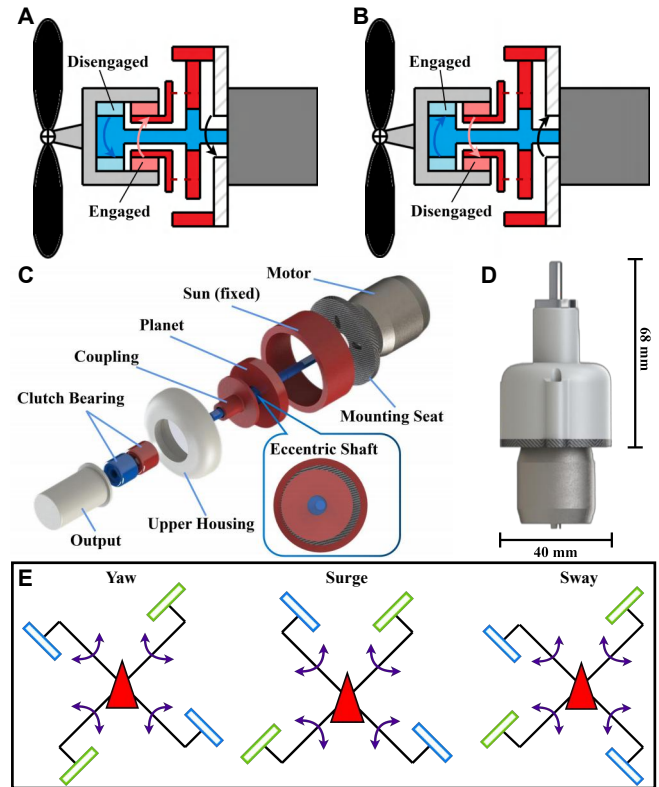 A
Disengaged
Engaged
B
Engaged
Disengaged
C
Motor
Sun (fixed)
Planet
Coupling
Clutch Bearing
Mounting Seat
Eccentric Shaft
Upper Housing
Output
D
68 mm
40 mm
E
Yaw
Surge
Sway